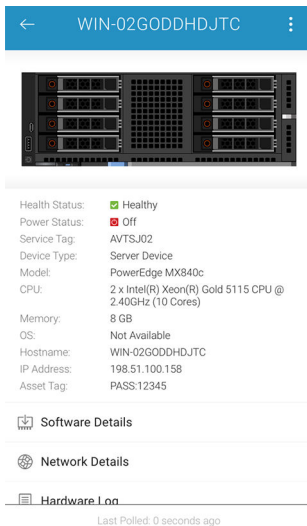 WIN-02GODDHDJTC
Health Status: Healthy
Power Status: Off
Service Tag: AVTSJ02
Device Type: Server Device
Model: PowerEdge MX840c
CPU: 2 x Intel(R) Xeon(R) Gold 5115 CPU @
2.40GHz (10 Cores)
Memory: 8 GB
OS: Not Available
Hostname: WIN-02GODDHDJTC
IP Address: 198.51.100.158
Asset Tag: PASS:12345
Software Details
Network Details
Hardware Log
Last Polled: 0 seconds ago